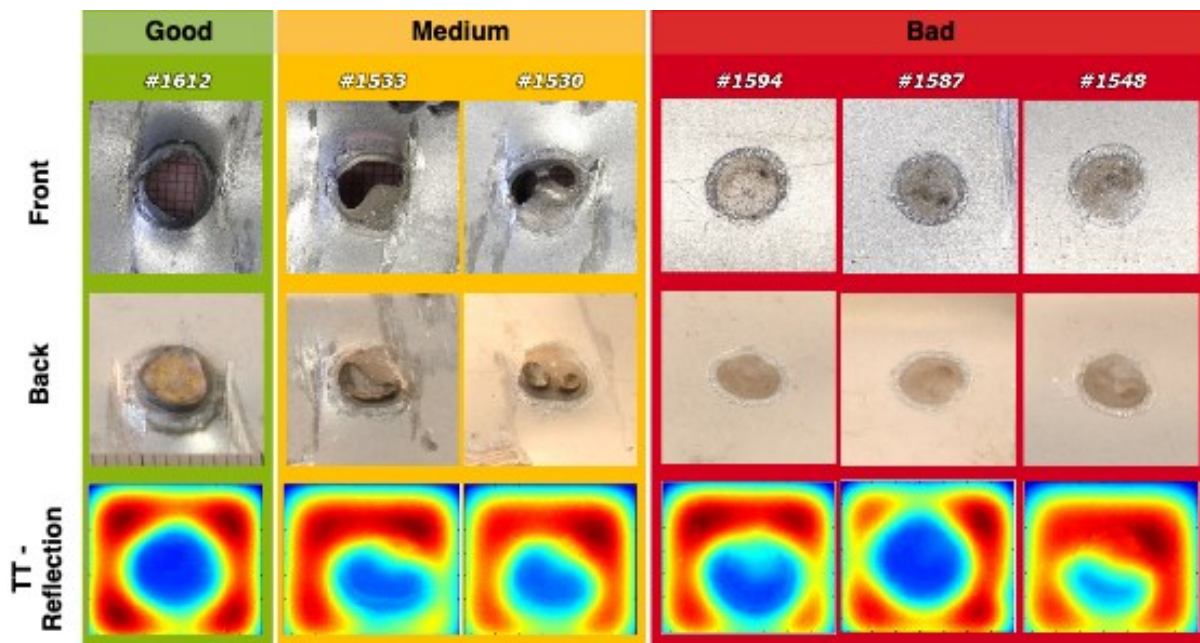 Good Medium Bad
#1612 #1533 #1530 #1594 #1587 #1548
Front
Back
TT -
Reflection